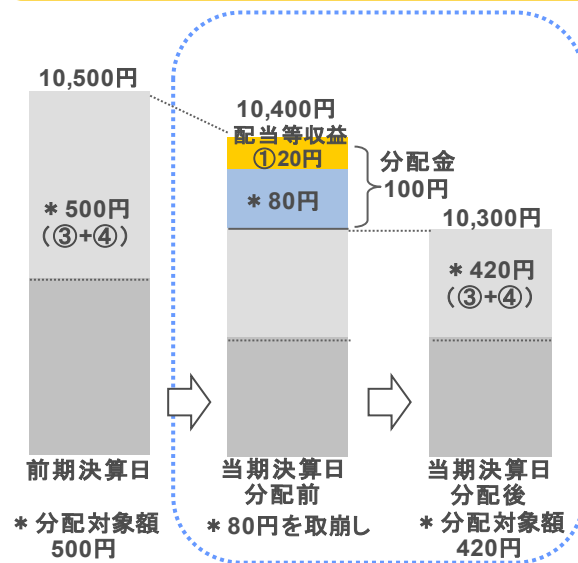 10,500円
＊500円
（③+④）
前期決算日
＊分配対象額
500円
10,400円
配当等収益
①20円
＊80円
分配金
100円
当期決算日
分配前
＊80円を取崩し
10,300円
＊420円
（③+④）
当期決算日
分配後
＊分配対象額
420円